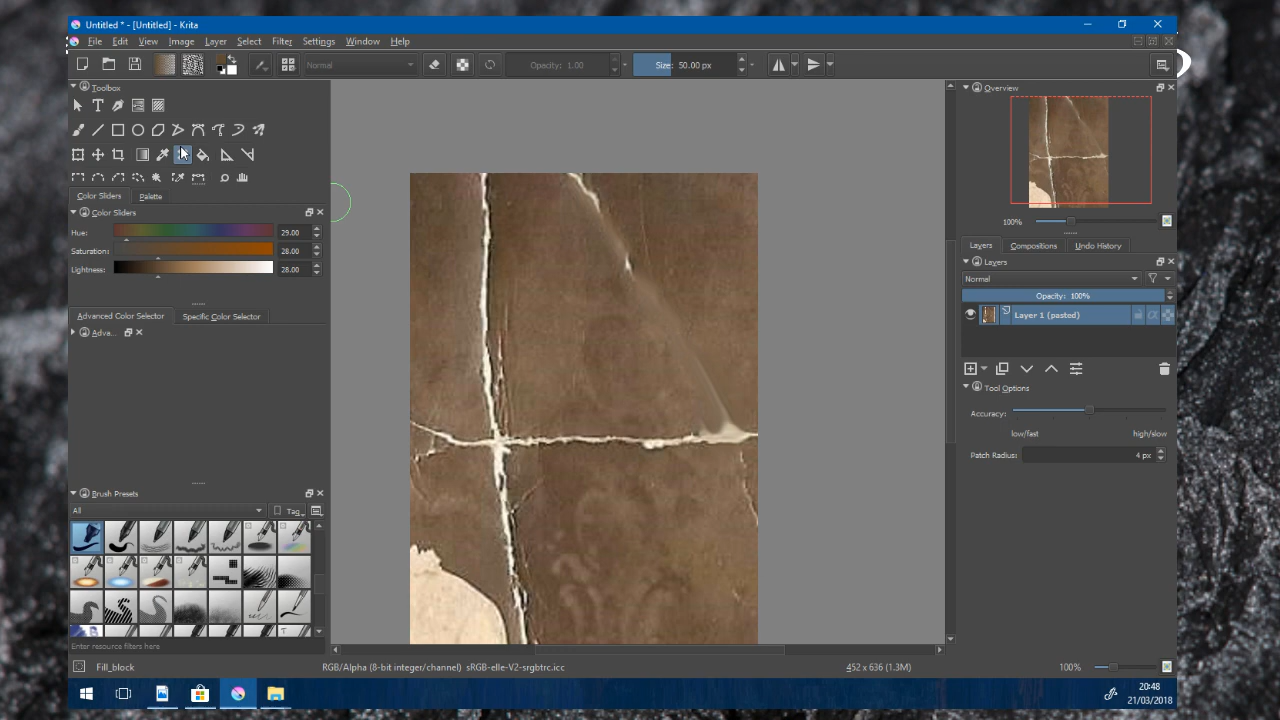 Untitled * - [Untitled] - Krita
File Edit View Image Layer Select Filter Settings Window Help
Normal Opacity: 1.00 Size: 50.00 px
Toolbox
Color Sliders Palette
Color Sliders
Hue: 29.00
Saturation: 28.00
Lightness: 28.00
Advanced Color Selector Specific Color Selector
Adva...
Brush Presets
All Tag
Enter resource filters here
Fill_block RGB/Alpha (8-bit integer/channel) sRGB-elle-V2-srgbtrc.icc 452 x 636 (1.3M) 100%
Overview
100%
Layers Compositions Undo History
Layers
Normal
Opacity: 100%
Layer 1 (pasted)
Tool Options
Accuracy:
low/fast high/slow
Patch Radius: 4 px
20:48
21/03/2018